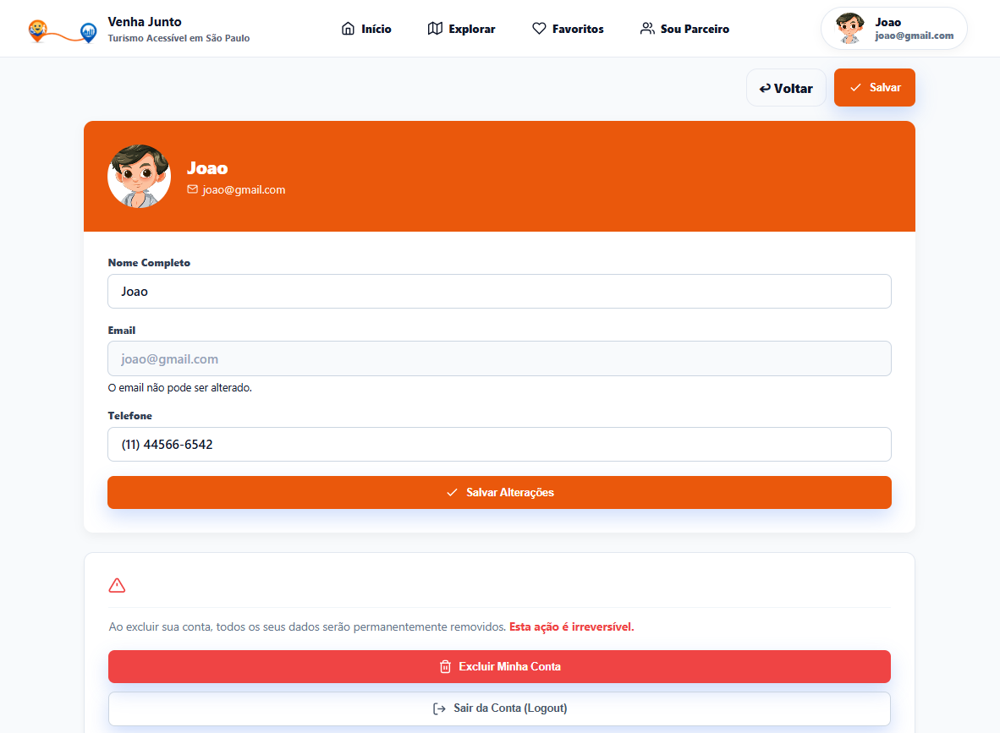 Venha Junto
Turismo Acessível em São Paulo
Início
Explorar
Favoritos
Sou Parceiro
Joao
joao@gmail.com
Voltar
Salvar
Joao
joao@gmail.com
Nome Completo
Joao
Email
joao@gmail.com
O email não pode ser alterado.
Telefone
(11) 44566-6542
Salvar Alterações
Ao excluir sua conta, todos os seus dados serão permanentemente removidos. Esta ação é irreversível.
Excluir Minha Conta
Sair da Conta (Logout)